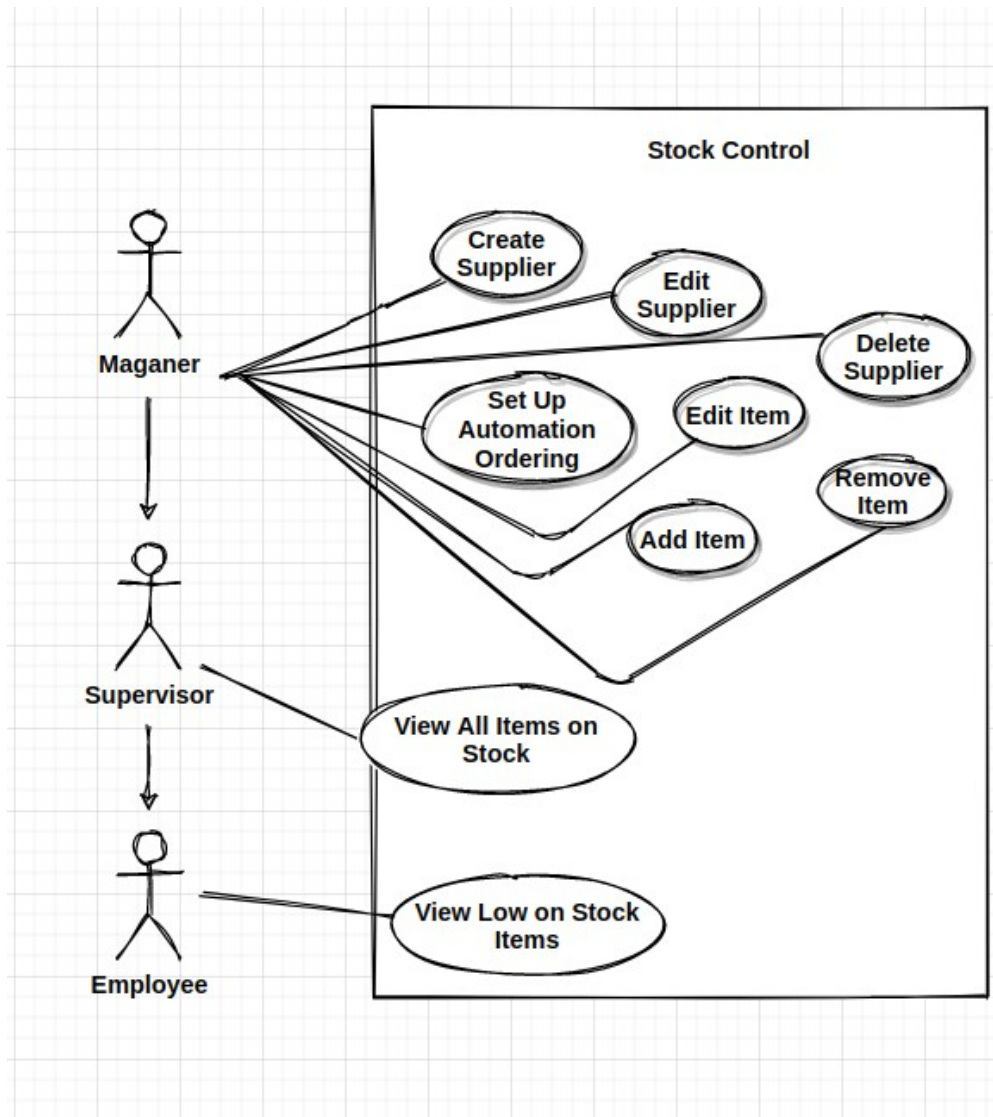 Stock Control
Create
Supplier
Edit
Supplier
Delete
Supplier
Maganer
Set Up
Automation
Ordering
Edit Item
Remove
Item
Add Item
Supervisor
View All Items on
Stock
View Low on Stock
Items
Employee